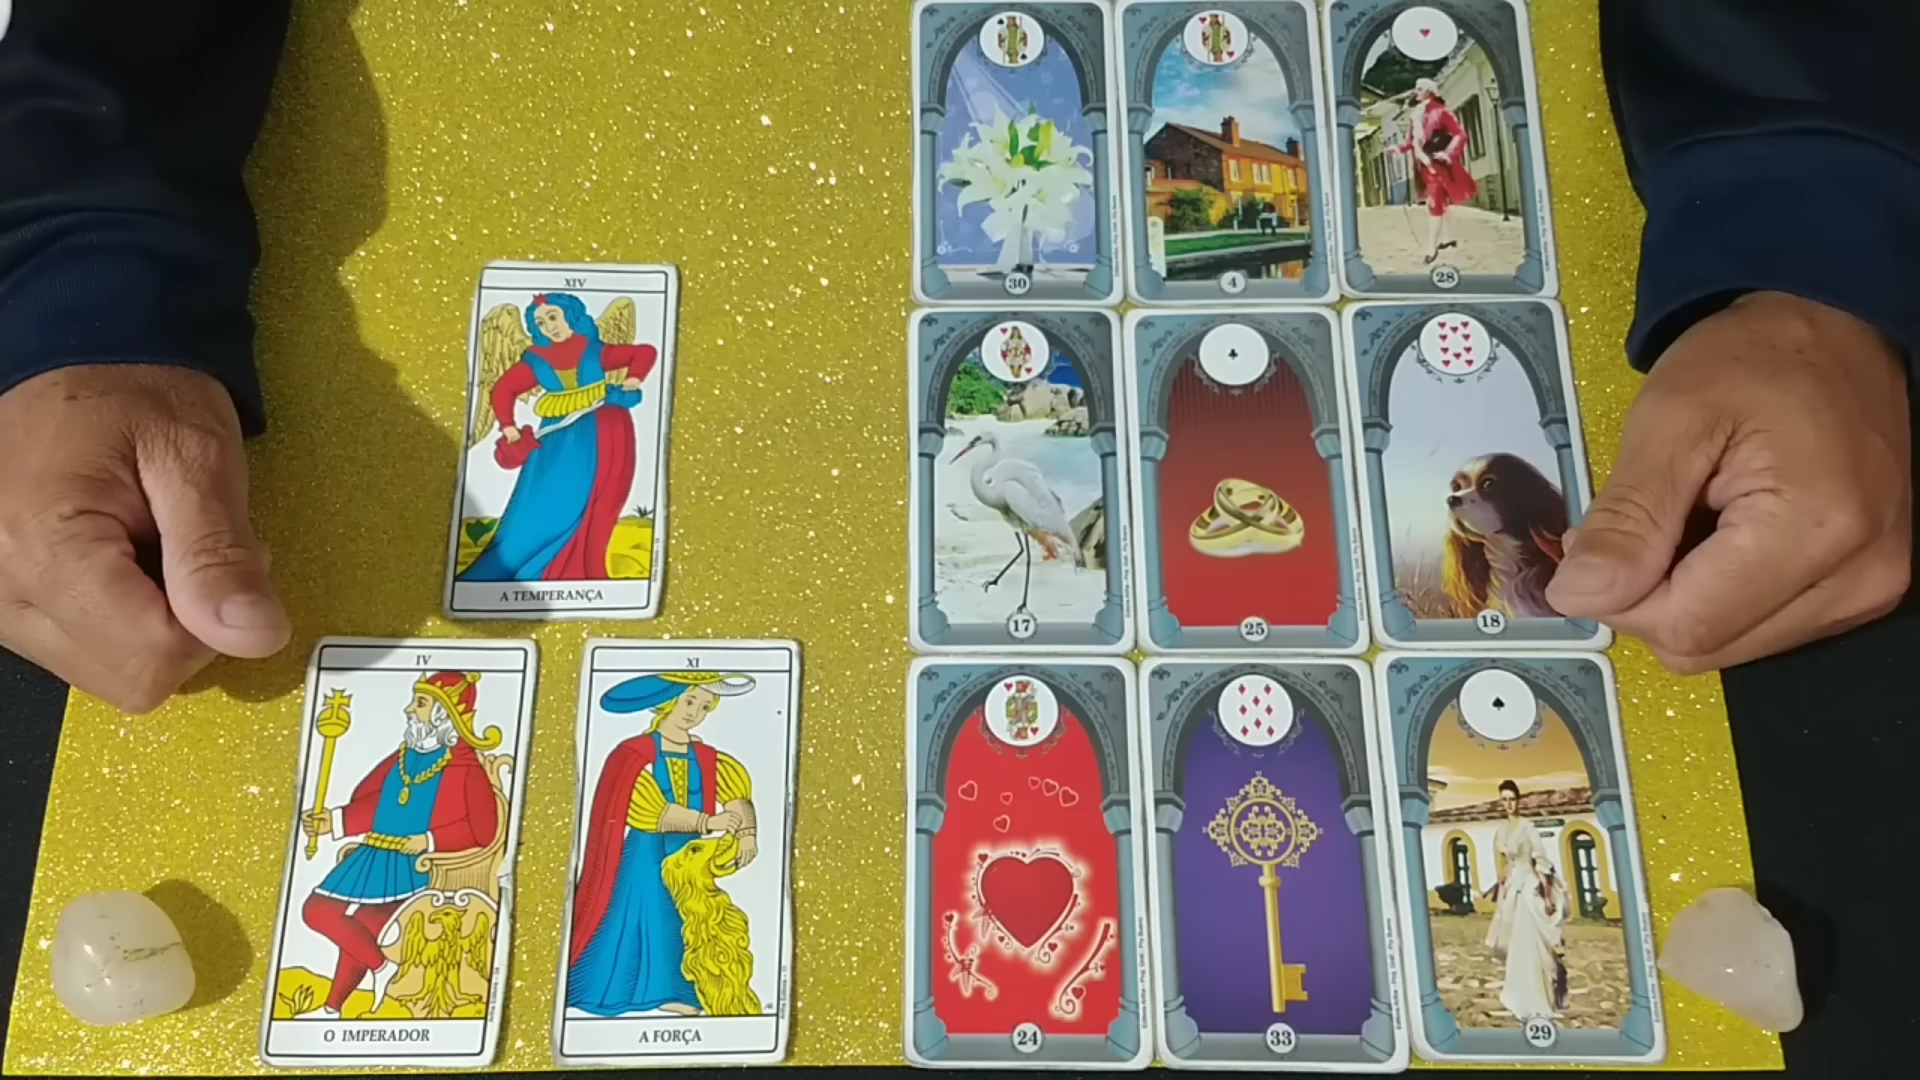 XIV
A TEMPERANÇA
IV
O IMPERADOR
XI
A FORÇA
30
4
28
17
25
18
24
33
29